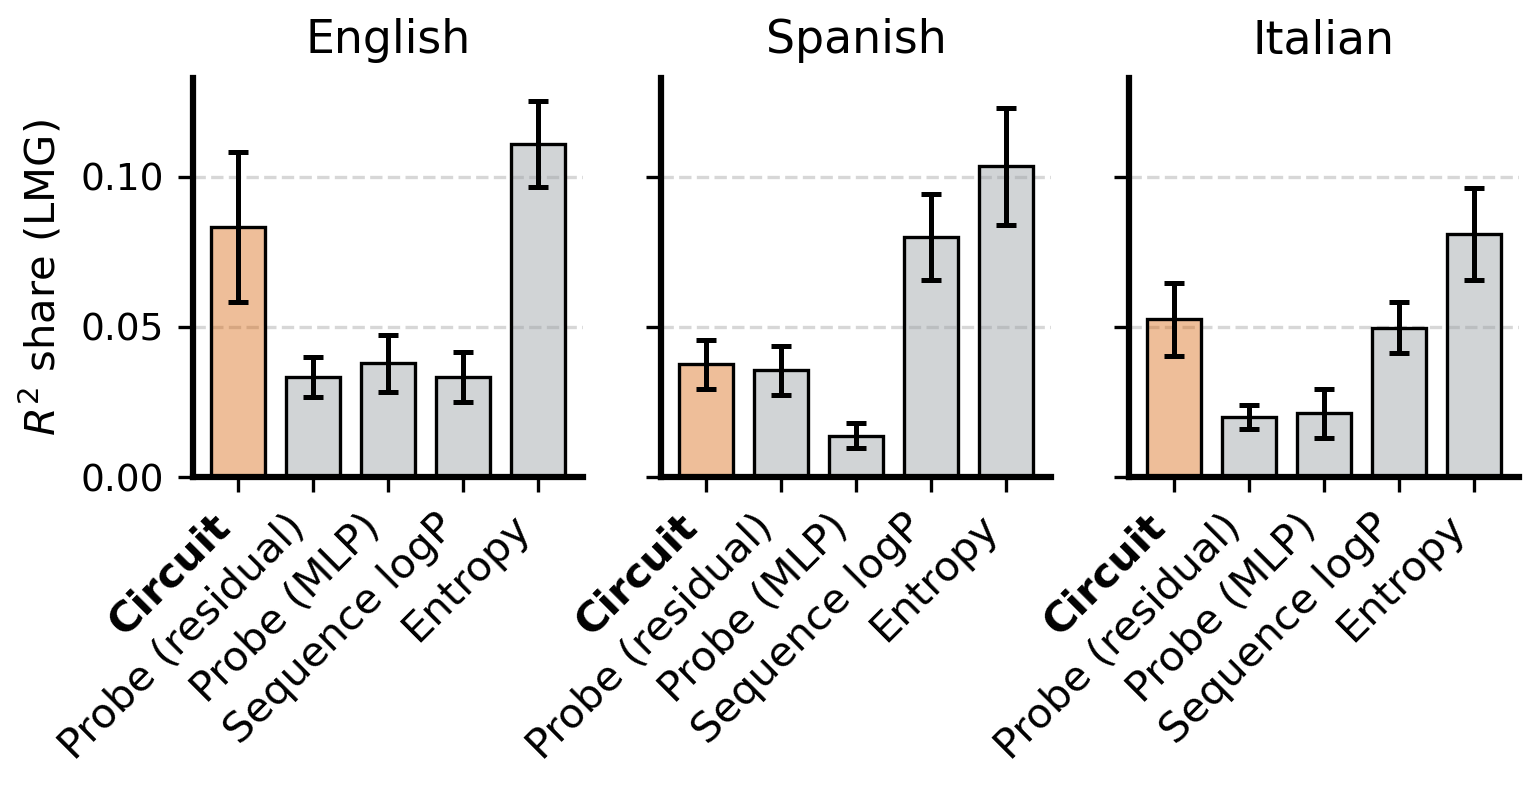 English
Spanish
Italian
R² share (LMG)
0.10
0.05
0.00
Circuit
Probe (residual)
Probe (MLP)
Sequence logP
Entropy
Circuit
Probe (residual)
Probe (MLP)
Sequence logP
Entropy
Circuit
Probe (residual)
Probe (MLP)
Sequence logP
Entropy